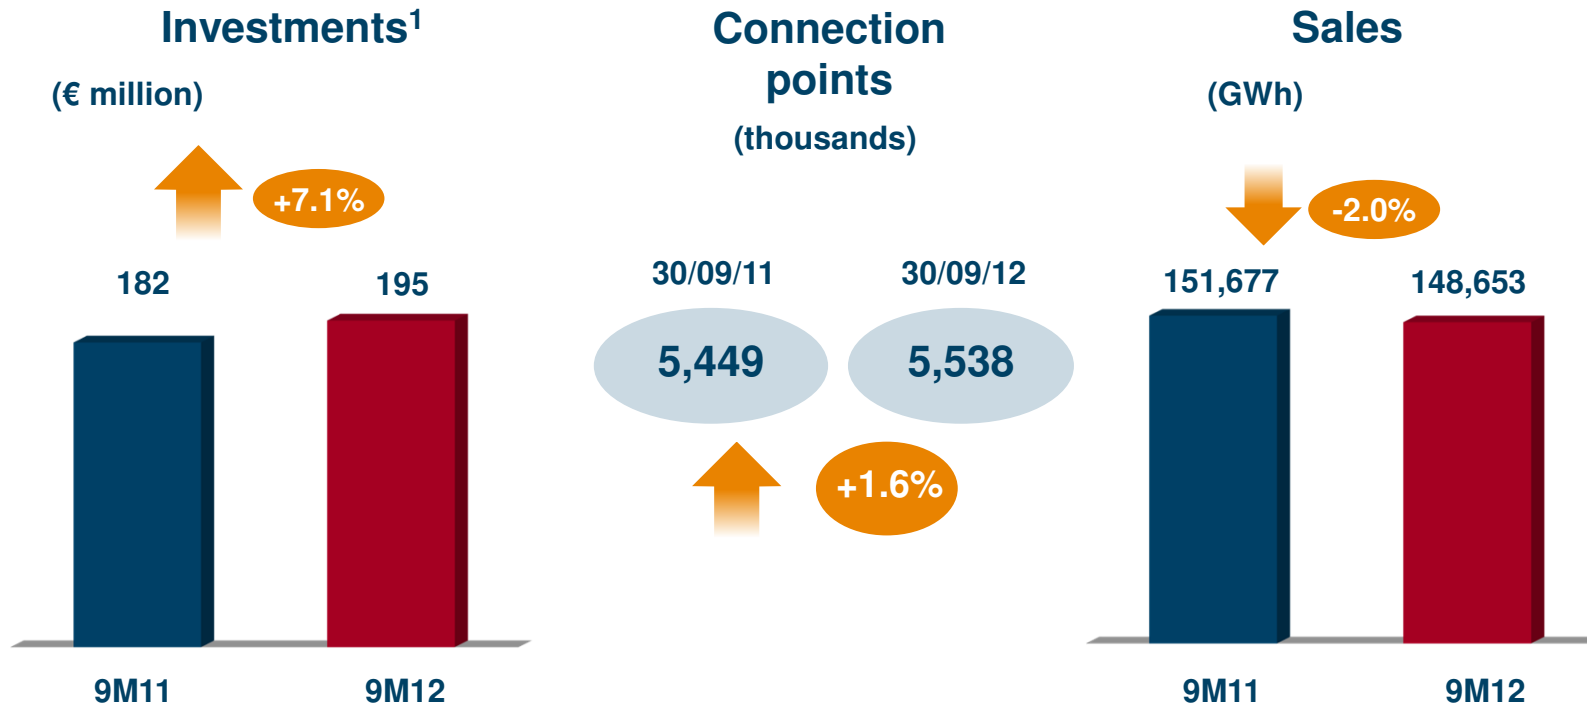 Investments¹
(€ million)
+7.1%
182
195
9M11
9M12
Connection
points
(thousands)
30/09/11
30/09/12
5,449
5,538
+1.6%
Sales
(GWh)
-2.0%
151,677
148,653
9M11
9M12